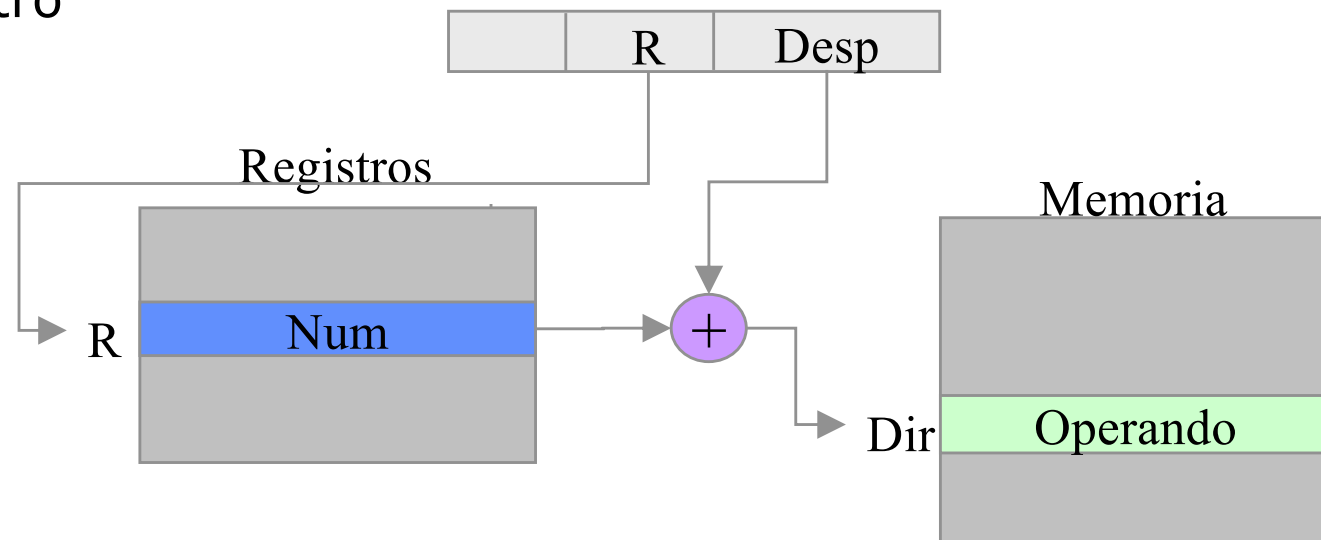 R Desp
Registros
Memoria
R Num + 
Dir Operando